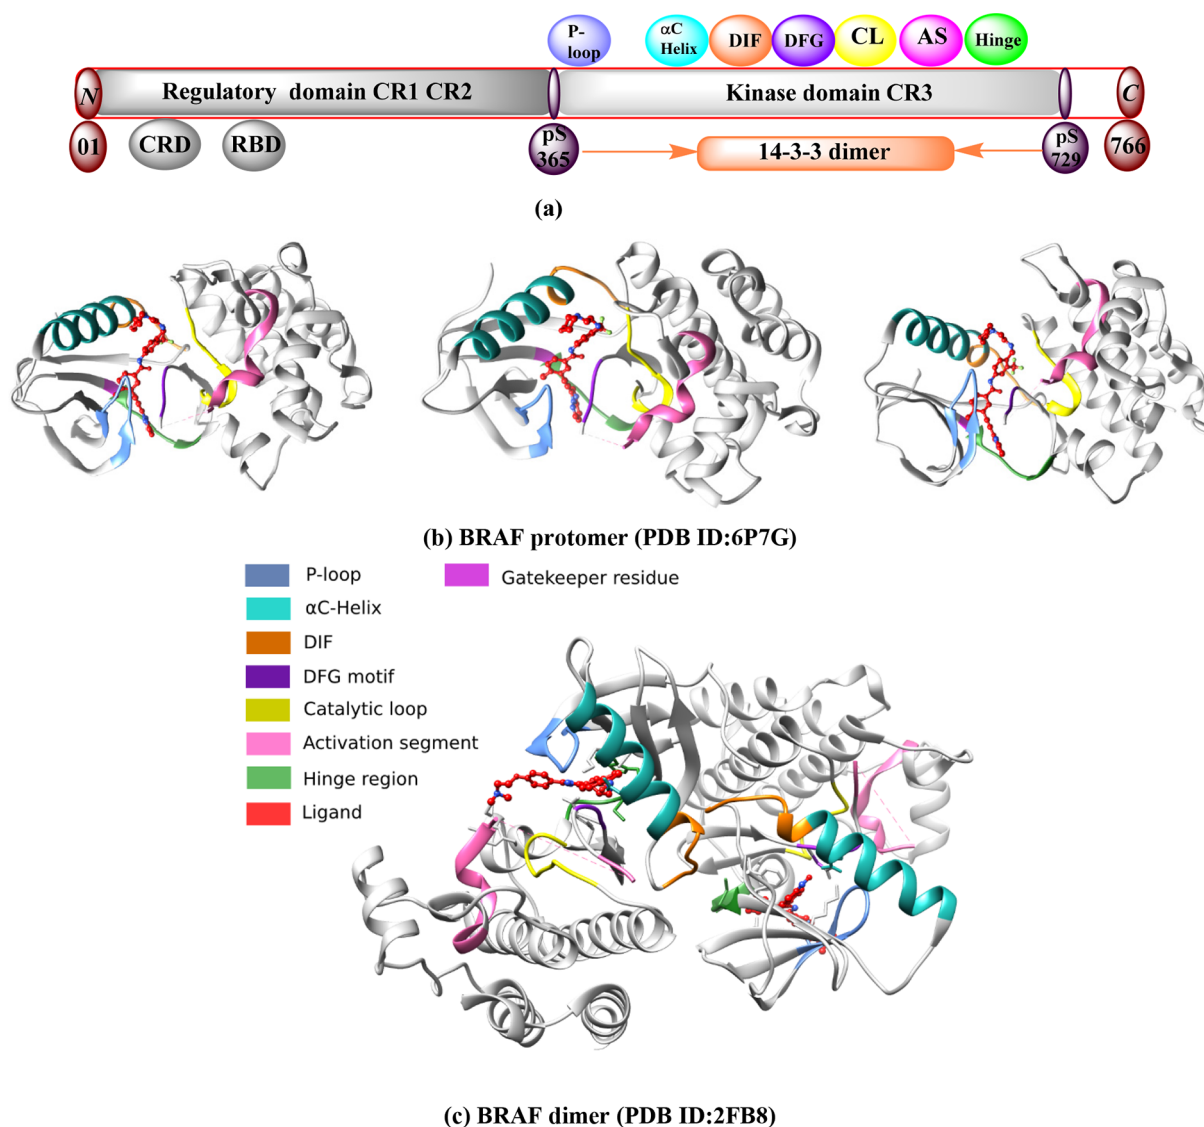 P-loop
αC Helix
DIF
DFG
CL
AS
Hinge
N
Regulatory domain CR1 CR2
Kinase domain CR3
C
01
CRD
RBD
pS 365
14-3-3 dimer
pS 729
766
(a)
(b) BRAF protomer (PDB ID:6P7G)
P-loop
Gatekeeper residue
αC-Helix
DIF
DFG motif
Catalytic loop
Activation segment
Hinge region
Ligand
(c) BRAF dimer (PDB ID:2FB8)